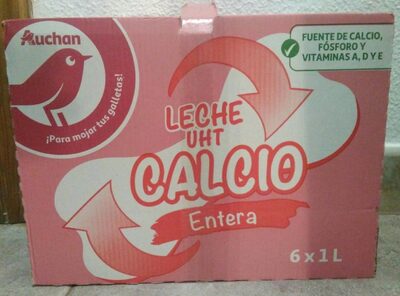 Auchan
¡Para mojar tus galletas!
FUENTE DE CALCIO,
FÓSFORO Y
VITAMINAS A, D Y E
LECHE
UHT
CALCIO
Entera
6 x 1 L